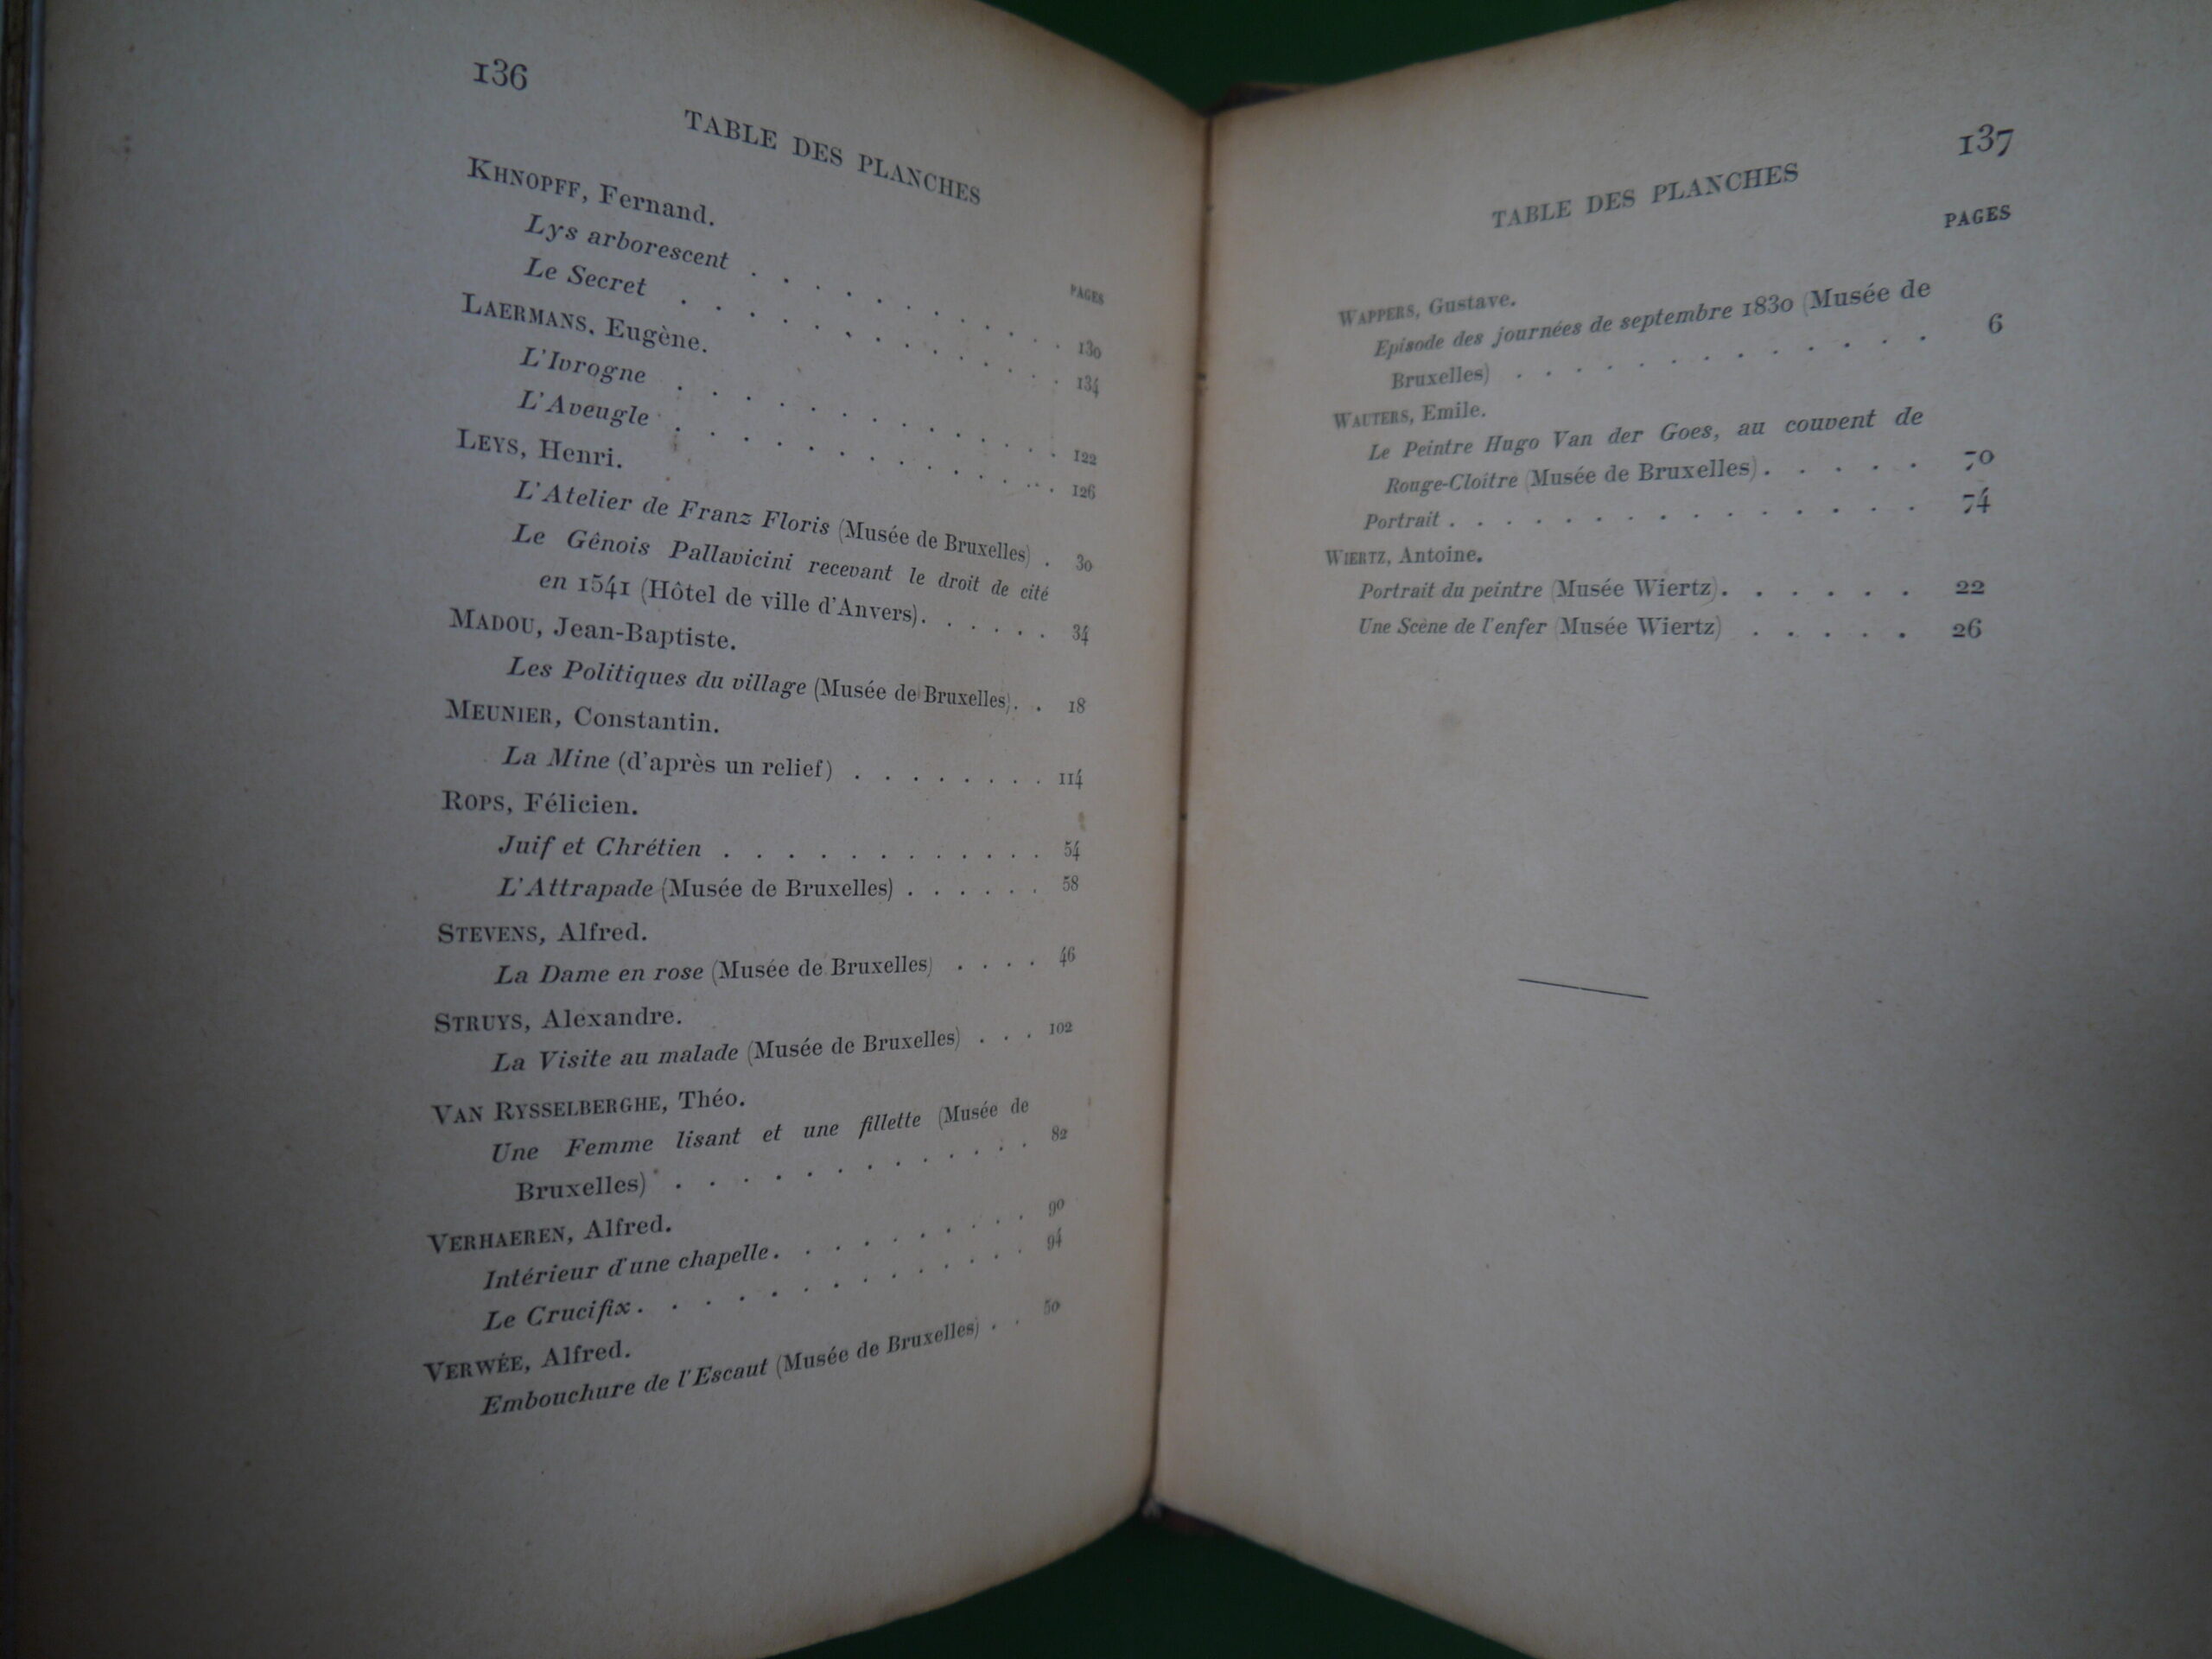 136
TABLE DES PLANCHES
PAGES
KHNOPFF, Fernand.
Lys arborescent . . . . . . . . . . 130
Le Secret . . . . . . . . . . . . 134
LAERMANS. Eugène.
L'Ivrogne . . . . . . . . . . . . 122
L'Aveugle . . . . . . . . . . . . 126
LEYS, Henri.
L'Atelier de Franz Floris (Musée de Bruxelles) . 30
Le Génois Pallavicini recevant le droit de cité
en 1541 (Hôtel de ville d'Anvers). . . . . . 34
MADOU, Jean-Baptiste.
Les Politiques du village (Musée de Bruxelles). . 18
MEUNIER, Constantin.
La Mine (d'après un relief) . . . . . . . 114
ROPS, Félicien.
Juif et Chrétien . . . . . . . . . . . 54
L'Attrapade (Musée de Bruxelles) . . . . . . 58
STEVENS, Alfred.
La Dame en rose (Musée de Bruxelles) . . . . 46
STRUYS, Alexandre.
La Visite au malade (Musée de Bruxelles) . . . 102
VAN RYSSELBERGHE, Théo.
Une Femme lisant et une fillette (Musée de
Bruxelles) . . . . . . . . . . . . 82
VERHAEREN, Alfred.
Intérieur d'une chapelle. . . . . . . . . 90
Le Crucifix. . . . . . . . . . . . . 94
VERWÉE, Alfred.
Embouchure de l'Escaut (Musée de Bruxelles) . . 50
137
TABLE DES PLANCHES
PAGES
WAPPERS, Gustave.
Episode des journées de septembre 1830 (Musée de
Bruxelles) . . . . . . . . . . . . . 6
WAUTERS, Emile.
Le Peintre Hugo Van der Goes, au couvent de
Rouge-Cloître (Musée de Bruxelles). . . . . 70
Portrait . . . . . . . . . . . . . . 74
WIERTZ, Antoine.
Portrait du peintre (Musée Wiertz). . . . . . 22
Une Scène de l'enfer (Musée Wiertz) . . . . . 26